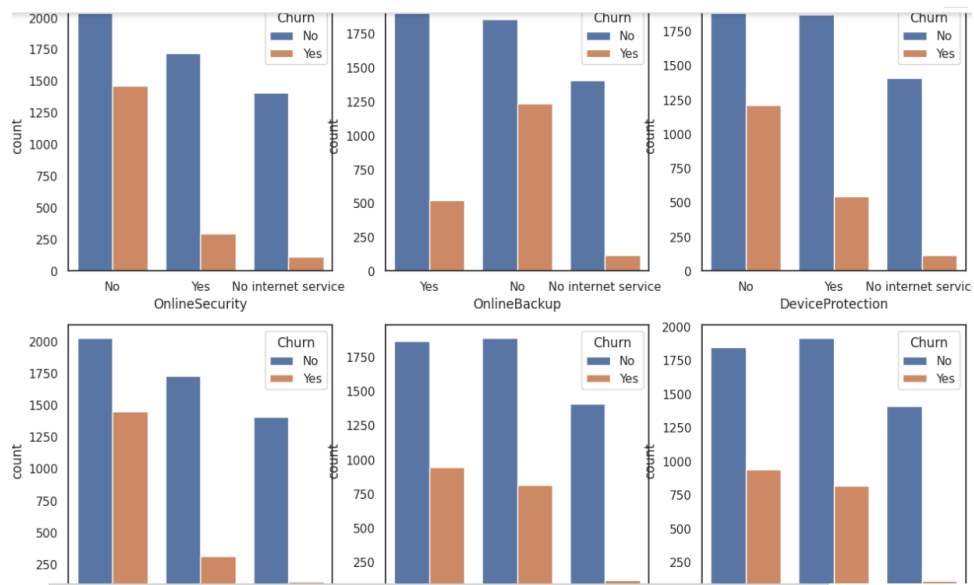 2000
1750
1500
1250
1000
750
500
250
0
count
Churn
No
Yes
No Yes No internet service
OnlineSecurity
1750
1500
1250
1000
750
500
250
0
count
Churn
No
Yes
Yes No No internet service
OnlineBackup
1750
1500
1250
1000
750
500
250
0
count
Churn
No
Yes
No Yes No internet service
DeviceProtection
2000
1750
1500
1250
1000
750
500
250
count
Churn
No
Yes
1750
1500
1250
1000
750
500
250
count
Churn
No
Yes
2000
1750
1500
1250
1000
750
500
250
count
Churn
No
Yes